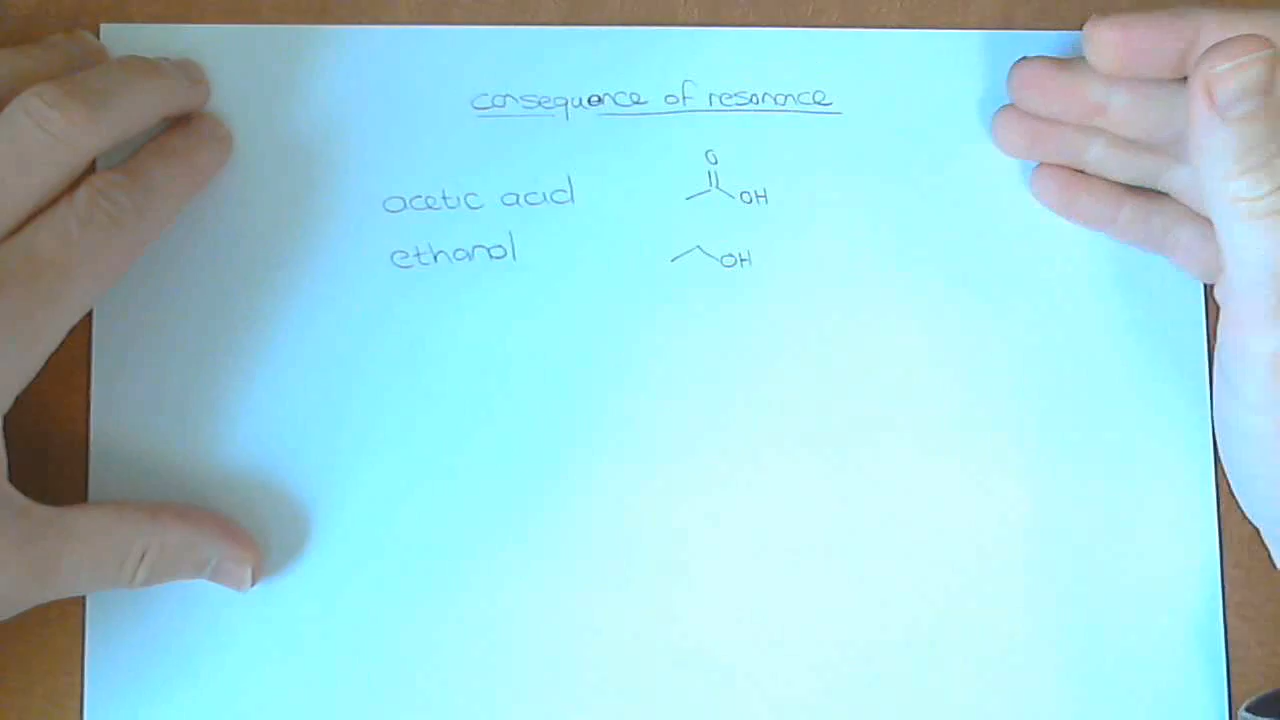 consequence of resonance
O
acetic acid OH
ethanol OH